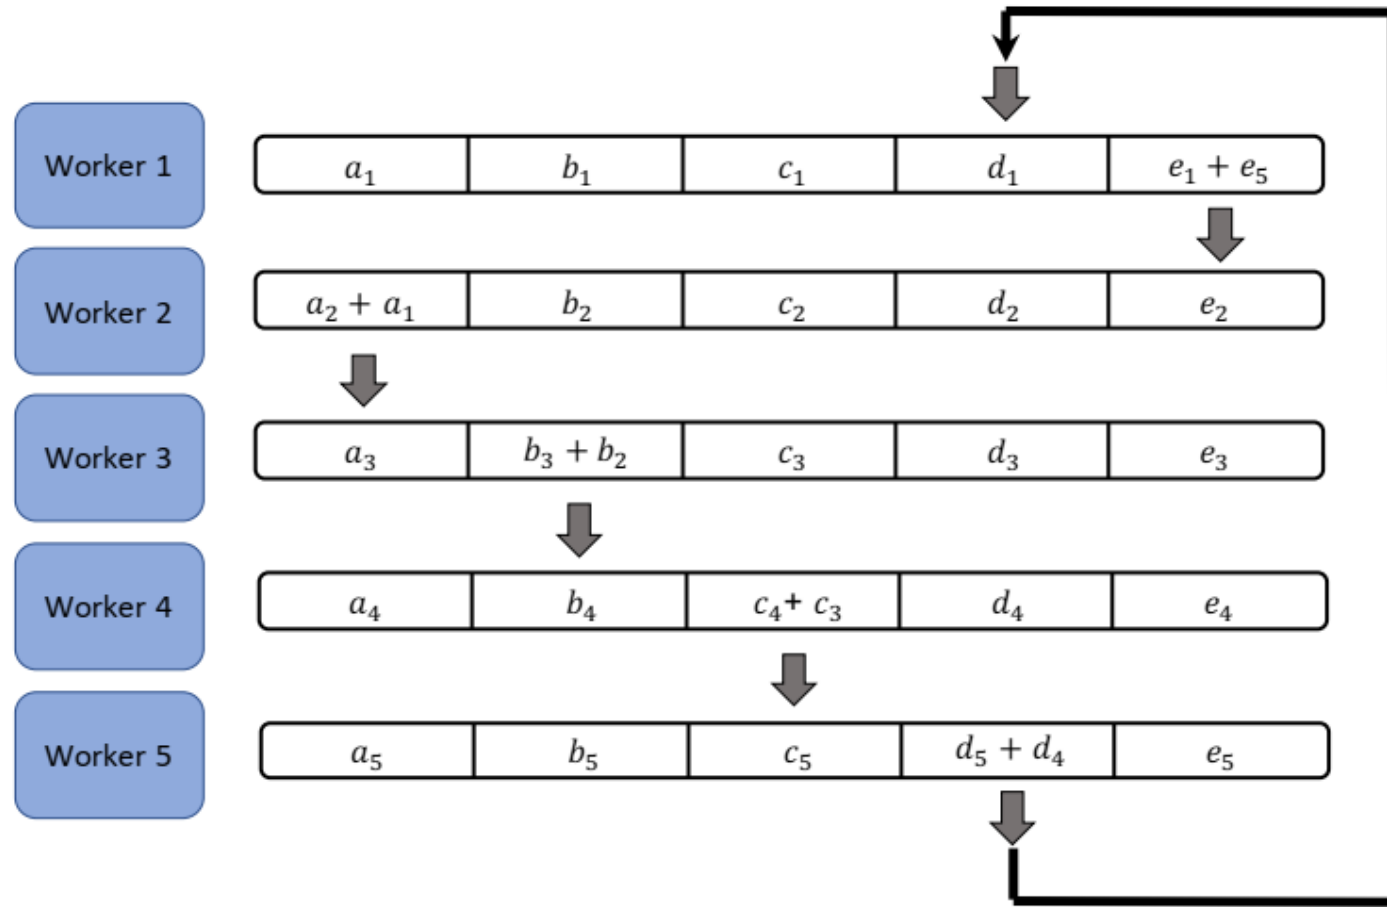 Worker 1 a₁ b₁ c₁ d₁ e₁ + e₅
Worker 2 a₂ + a₁ b₂ c₂ d₂ e₂
Worker 3 a₃ b₃ + b₂ c₃ d₃ e₃
Worker 4 a₄ b₄ c₄+ c₃ d₄ e₄
Worker 5 a₅ b₅ c₅ d₅ + d₄ e₅